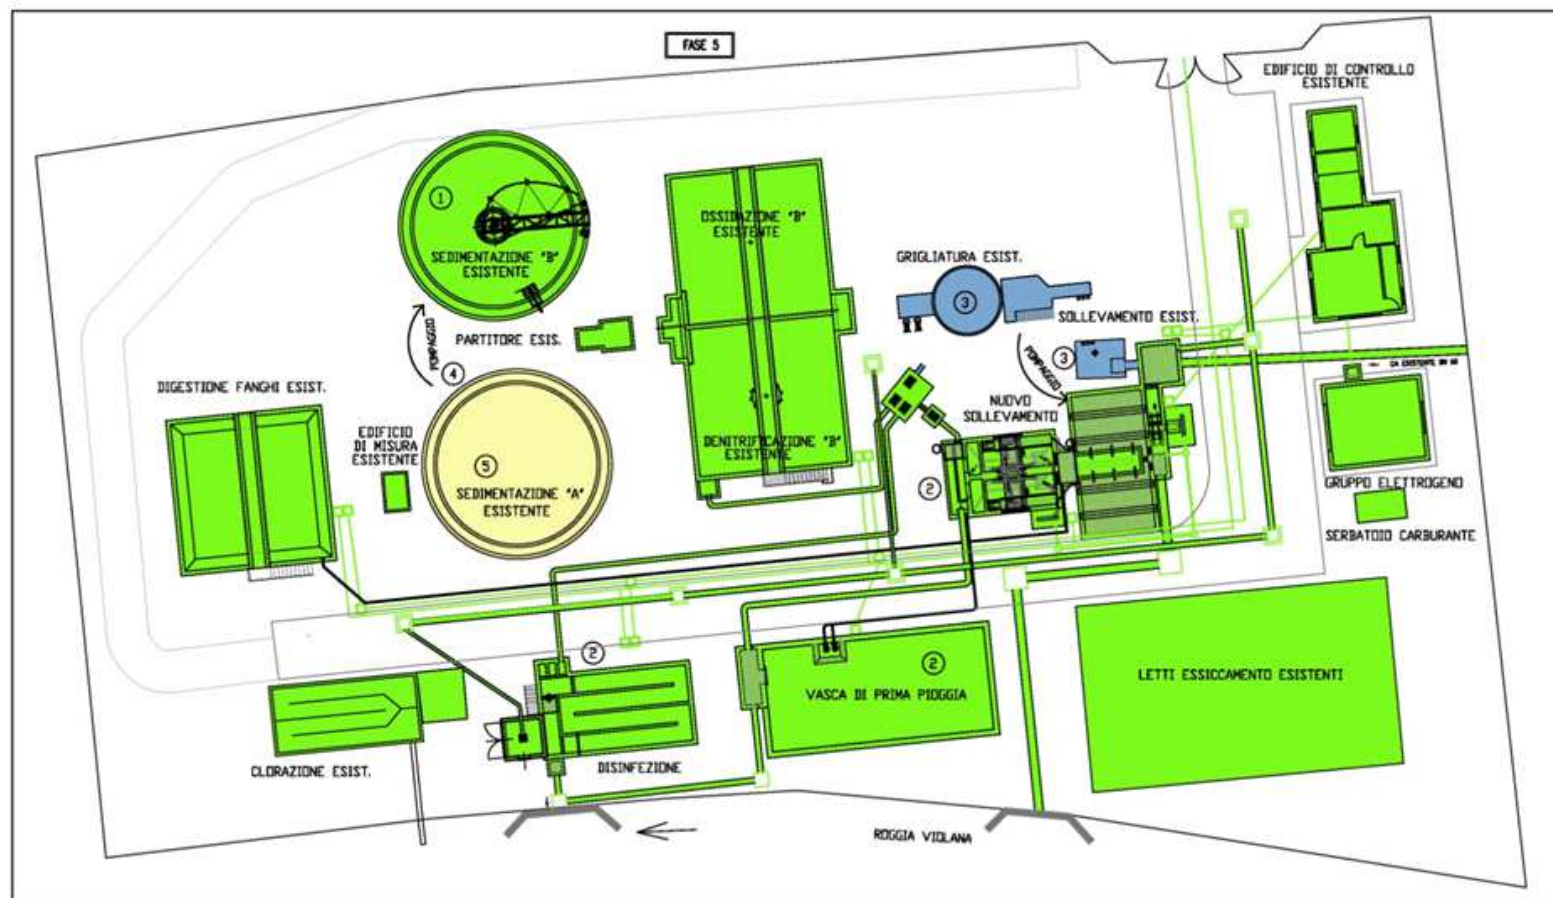 FASE 5
EDIFICIO DI CONTROLLO
ESISTENTE
1
SEDIMENTAZIONE "B"
ESISTENTE
OSSIDAZIONE "B"
ESISTENTE
GRIGLIATURA ESIST.
3
SOLLEVAMENTO ESIST.
POMPAGGIO
PARTITORE ESIS.
3
POMPAGGIO
4
DIGESTIONE FANGHI ESIST.
NUOVO
SOLLEVAMENTO
EDIFICIO
DI MISURA
ESISTENTE
DENITRIFICAZIONE "B"
ESISTENTE
5
SEDIMENTAZIONE "A"
ESISTENTE
2
GRUPPO ELETTROGENO
SERBATOIO CARBURANTE
2
2
VASCA DI PRIMA PIOGGIA
LETTI ESSICCAMENTO ESISTENTI
CLORAZIONE ESIST.
DISINFEZIONE
ROGGIA VIOLANA